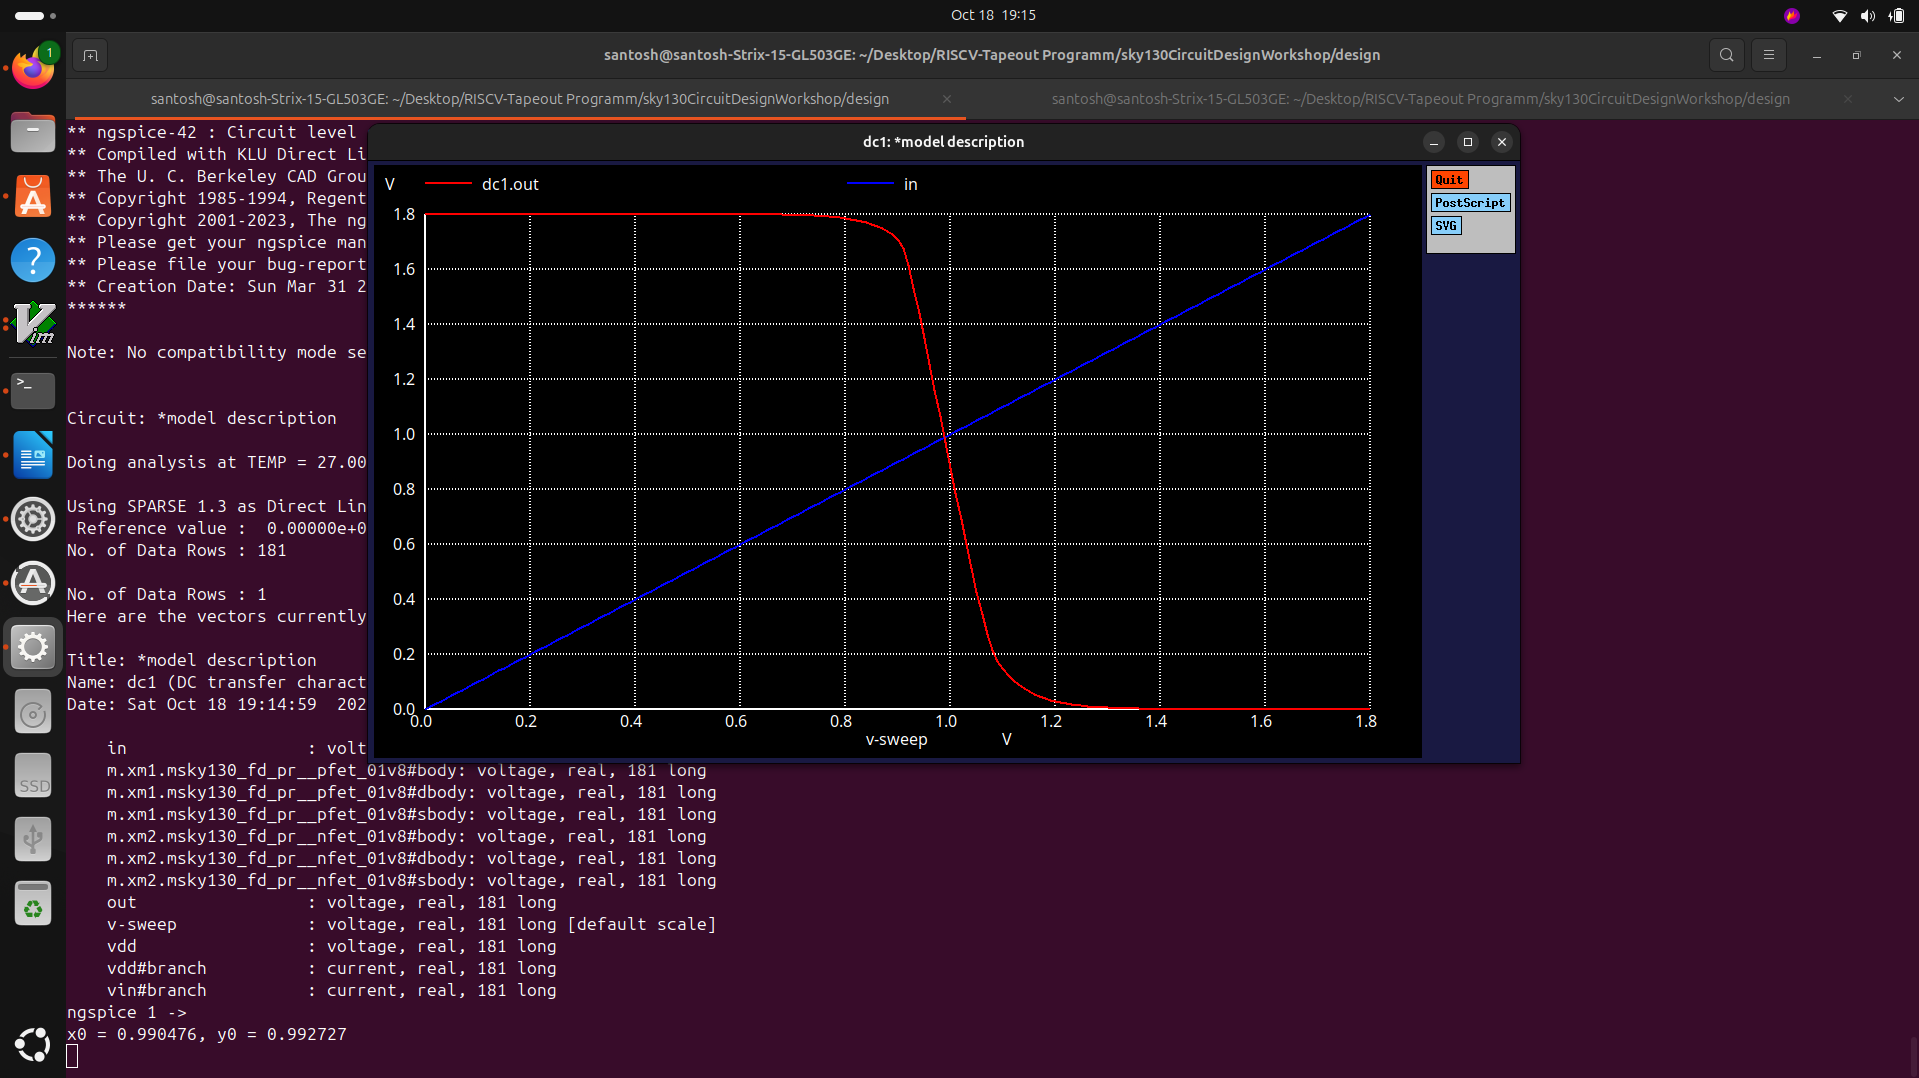 Oct 18 19:15
1
santosh@santosh-Strix-15-GL503GE: ~/Desktop/RISCV-Tapeout Programm/sky130CircuitDesignWorkshop/design
santosh@santosh-Strix-15-GL503GE: ~/Desktop/RISCV-Tapeout Programm/sky130CircuitDesignWorkshop/design
santosh@santosh-Strix-15-GL503GE: ~/Desktop/RISCV-Tapeout Programm/sky130CircuitDesignWorkshop/design
** ngspice-42 : Circuit level
** Compiled with KLU Direct Li
** The U. C. Berkeley CAD Grou
** Copyright 1985-1994, Regent
** Copyright 2001-2023, The ng
** Please get your ngspice man
** Please file your bug-report
** Creation Date: Sun Mar 31 2
******
Note: No compatibility mode se
Circuit: *model description
Doing analysis at TEMP = 27.00
Using SPARSE 1.3 as Direct Lin
Reference value : 0.00000e+0
No. of Data Rows : 181
No. of Data Rows : 1
Here are the vectors currently
Title: *model description
Name: dc1 (DC transfer charact
Date: Sat Oct 18 19:14:59 202
in : volt
m.xm1.msky130_fd_pr__pfet_01v8#body: voltage, real, 181 long
m.xm1.msky130_fd_pr__pfet_01v8#dbody: voltage, real, 181 long
m.xm1.msky130_fd_pr__pfet_01v8#sbody: voltage, real, 181 long
m.xm2.msky130_fd_pr__nfet_01v8#body: voltage, real, 181 long
m.xm2.msky130_fd_pr__nfet_01v8#dbody: voltage, real, 181 long
m.xm2.msky130_fd_pr__nfet_01v8#sbody: voltage, real, 181 long
out : voltage, real, 181 long
v-sweep : voltage, real, 181 long [default scale]
vdd : voltage, real, 181 long
vdd#branch : current, real, 181 long
vin#branch : current, real, 181 long
ngspice 1 ->
x0 = 0.990476, y0 = 0.992727
dc1: *model description
V dc1.out in
1.8
1.6
1.4
1.2
1.0
0.8
0.6
0.4
0.2
0.0
0.0 0.2 0.4 0.6 0.8 1.0 1.2 1.4 1.6 1.8
v-sweep V
Quit
PostScript
SVG
Vim
>_
?
SSD